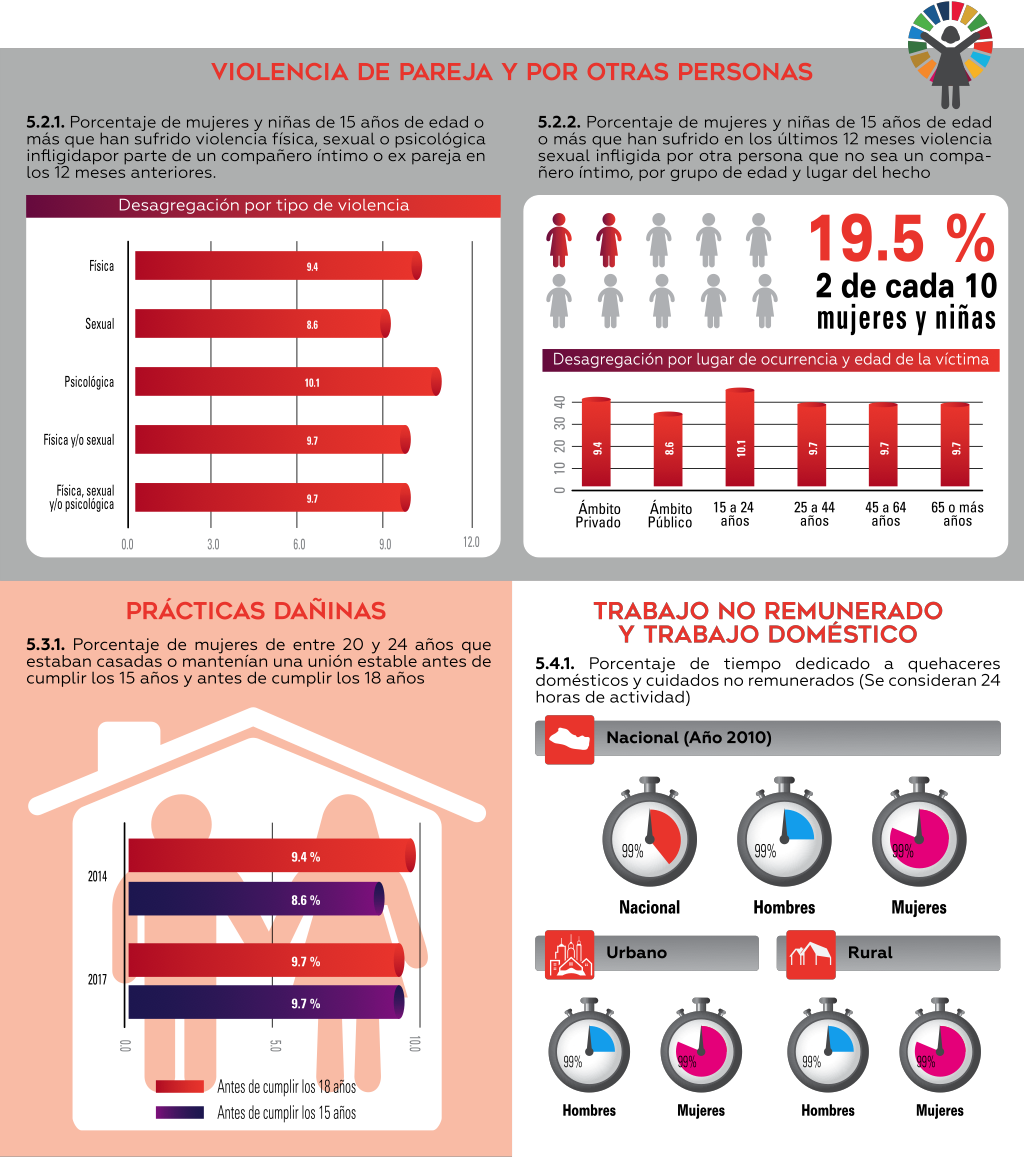 VIOLENCIA DE PAREJA Y POR OTRAS PERSONAS
5.2.1. Porcentaje de mujeres y niñas de 15 años de edad o
más que han sufrido violencia física, sexual o psicológica
infligidapor parte de un compañero íntimo o ex pareja en
los 12 meses anteriores.
Desagregación por tipo de violencia
Física
9.4
Sexual
8.6
Psicológica
10.1
Física y/o sexual
9.7
Física, sexual
y/o psicológica
9.7
0.0
3.0
6.0
9.0
12.0
5.2.2. Porcentaje de mujeres y niñas de 15 años de edad
o más que han sufrido en los últimos 12 meses violencia
sexual infligida por otra persona que no sea un compa-
ñero íntimo, por grupo de edad y lugar del hecho
19.5 %
2 de cada 10
mujeres y niñas
Desagregación por lugar de ocurrencia y edad de la víctima
40
30
20
10
0
9.4
8.6
10.1
9.7
9.7
9.7
Ámbito
Privado
Ámbito
Público
15 a 24
años
25 a 44
años
45 a 64
años
65 o más
años
PRÁCTICAS DAÑINAS
5.3.1. Porcentaje de mujeres de entre 20 y 24 años que
estaban casadas o mantenían una unión estable antes de
cumplir los 15 años y antes de cumplir los 18 años
2014
9.4 %
8.6 %
2017
9.7 %
9.7 %
0.0
5.0
10.0
Antes de cumplir los 18 años
Antes de cumplir los 15 años
TRABAJO NO REMUNERADO
Y TRABAJO DOMÉSTICO
5.4.1. Porcentaje de tiempo dedicado a quehaceres
domésticos y cuidados no remunerados (Se consideran 24
horas de actividad)
Nacional (Año 2010)
99%
99%
99%
Nacional
Hombres
Mujeres
Urbano
Rural
99%
99%
99%
99%
Hombres
Mujeres
Hombres
Mujeres